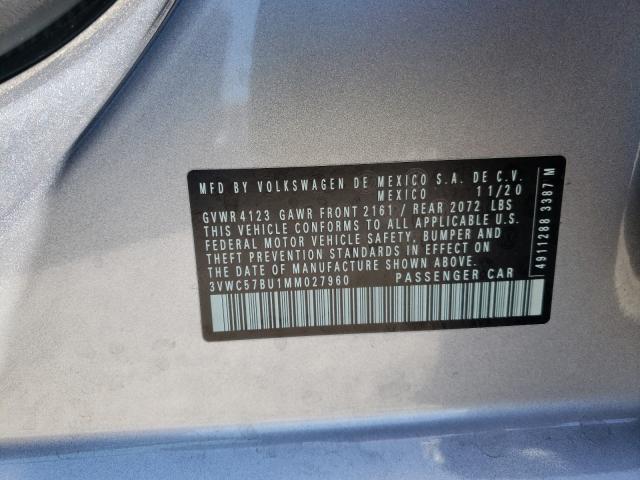 MFD BY VOLKSWAGEN DE MEXICO S.A. DE C.V.
MEXICO 11/20
GVWR 4123 GAWR FRONT 2161 / REAR 2072 LBS
THIS VEHICLE CONFORMS TO ALL APPLICABLE U.S.
FEDERAL MOTOR VEHICLE SAFETY, BUMPER AND
THEFT PREVENTION STANDARDS IN EFFECT ON
THE DATE OF MANUFACTURE SHOWN ABOVE.
3VWC57BU1MM027960 PASSENGER CAR
4911288 3387 M